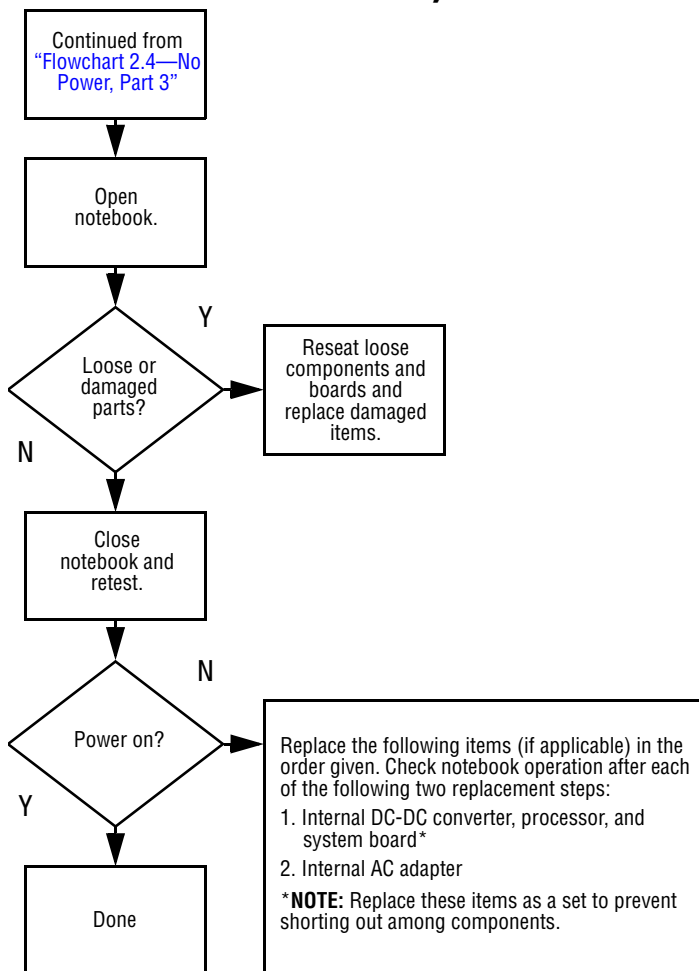 Continued from
“Flowchart 2.4—No
Power, Part 3”
Open
notebook.
Y
Loose or
damaged
parts?
Reseat loose
components and
boards and
replace damaged
items.
N
Close
notebook and
retest.
N
Power on?
Replace the following items (if applicable) in the
order given. Check notebook operation after each
of the following two replacement steps:
1. Internal DC-DC converter, processor, and
system board*
2. Internal AC adapter
*NOTE: Replace these items as a set to prevent
shorting out among components.
Y
Done